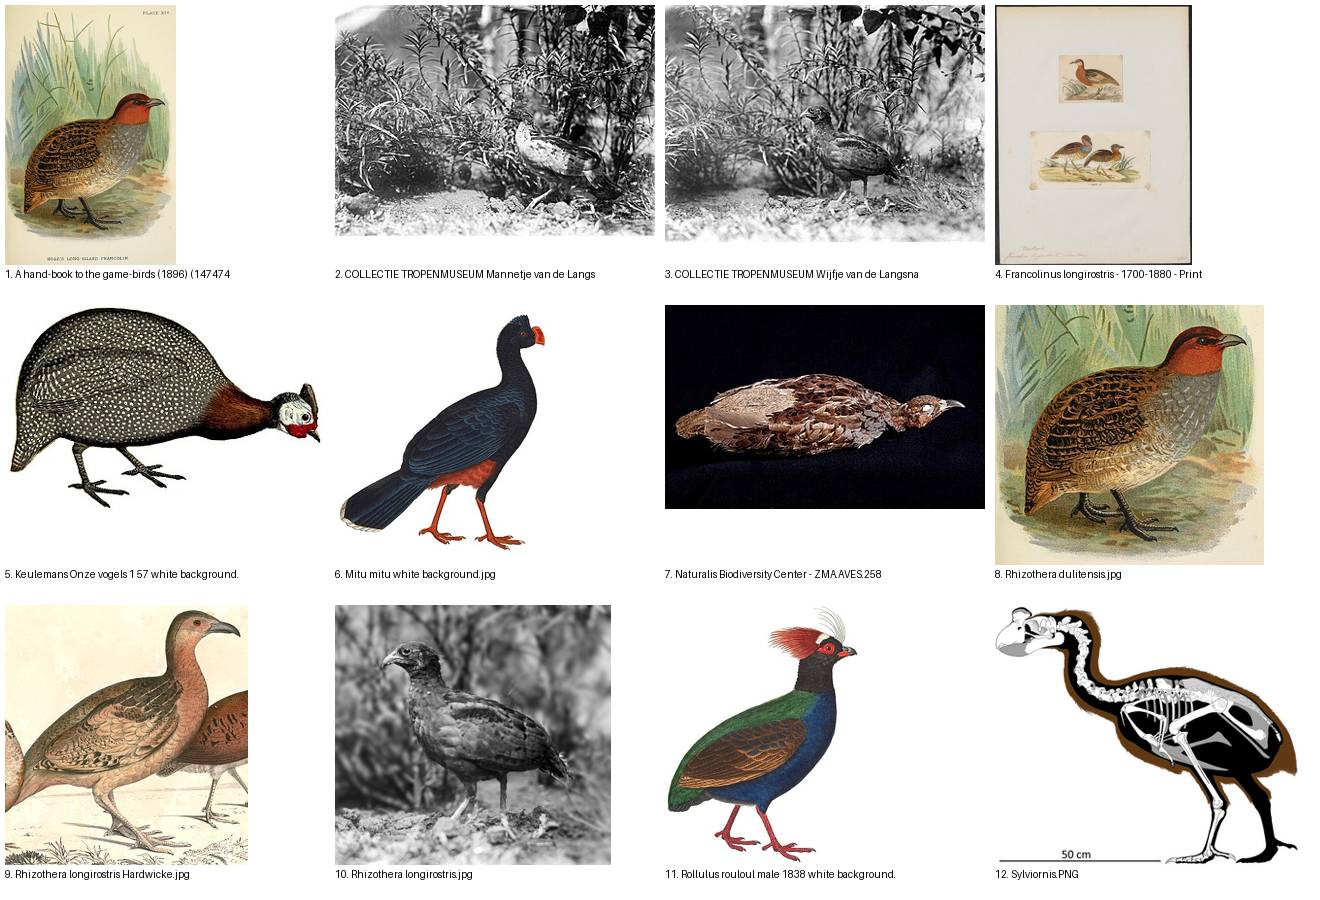 PLATE XIV.
HOSE'S LONG-BILLED FRANCOLIN
1. A hand-book to the game-birds (1896) (147474
2. COLLECTIE TROPENMUSEUM Mannetje van de Langs
3. COLLECTIE TROPENMUSEUM Wijfje van de Langsna
4. Francolinus longirostris - 1700-1880 - Print
5. Keulemans Onze vogels 1 57 white background.
6. Mitu mitu white background.jpg
7. Naturalis Biodiversity Center - ZMA.AVES.258
8. Rhizothera dulitensis.jpg
9. Rhizothera longirostris Hardwicke.jpg
10. Rhizothera longirostris.jpg
11. Rollulus rouloul male 1838 white background.
50 cm
12. Sylviornis.PNG